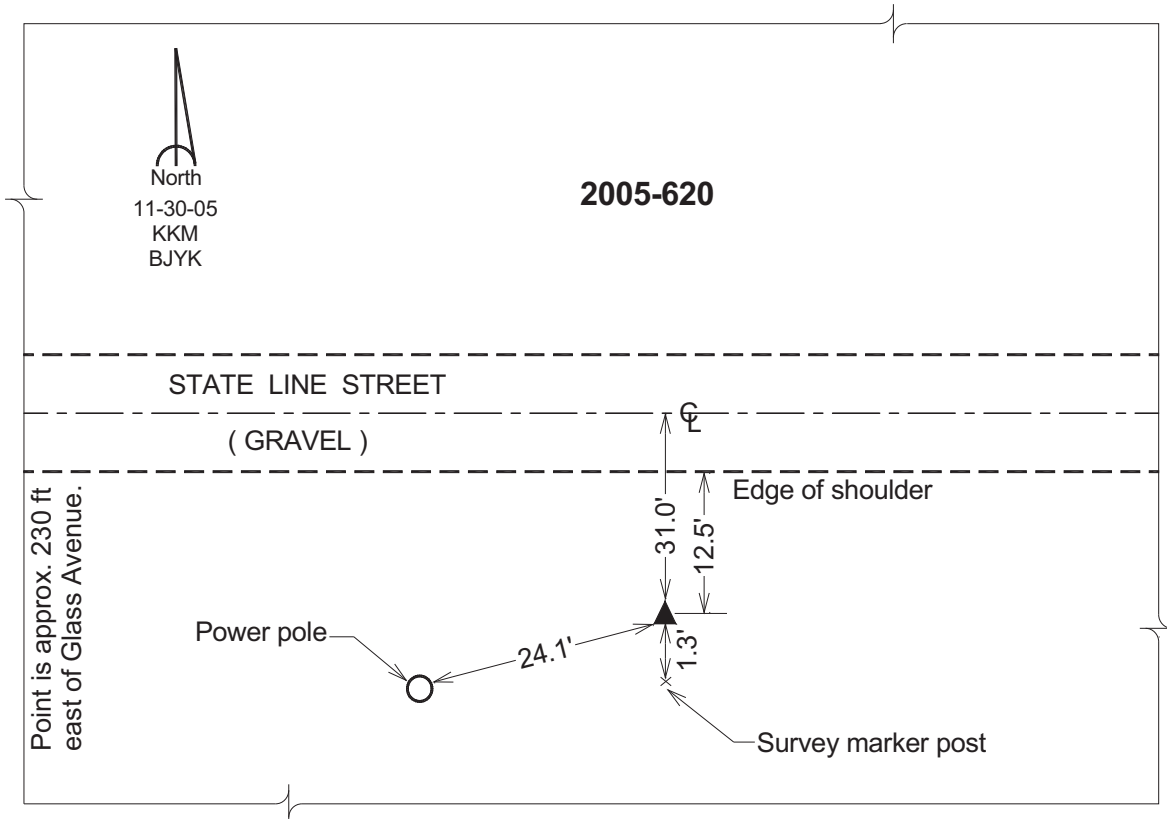 North
11-30-05
KKM
BJYK
2005-620
STATE LINE STREET
℄
( GRAVEL )
Edge of shoulder
31.0'
12.5'
Point is approx. 230 ft
east of Glass Avenue.
Power pole
24.1'
1.3'
Survey marker post